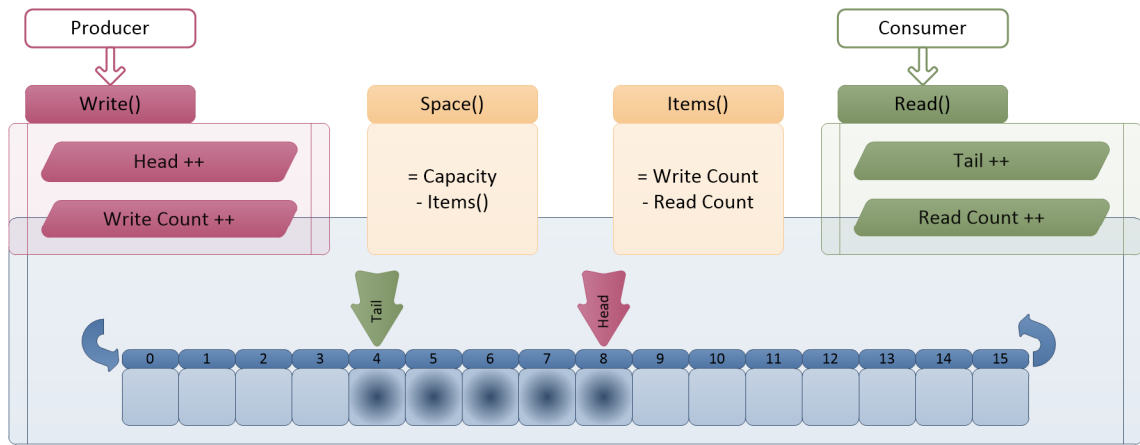 Producer
Consumer
Write()
Space()
Items()
Read()
Head ++
= Capacity
- Items()
= Write Count
- Read Count
Tail ++
Write Count ++
Read Count ++
Tail
Head
0 1 2 3 4 5 6 7 8 9 10 11 12 13 14 15